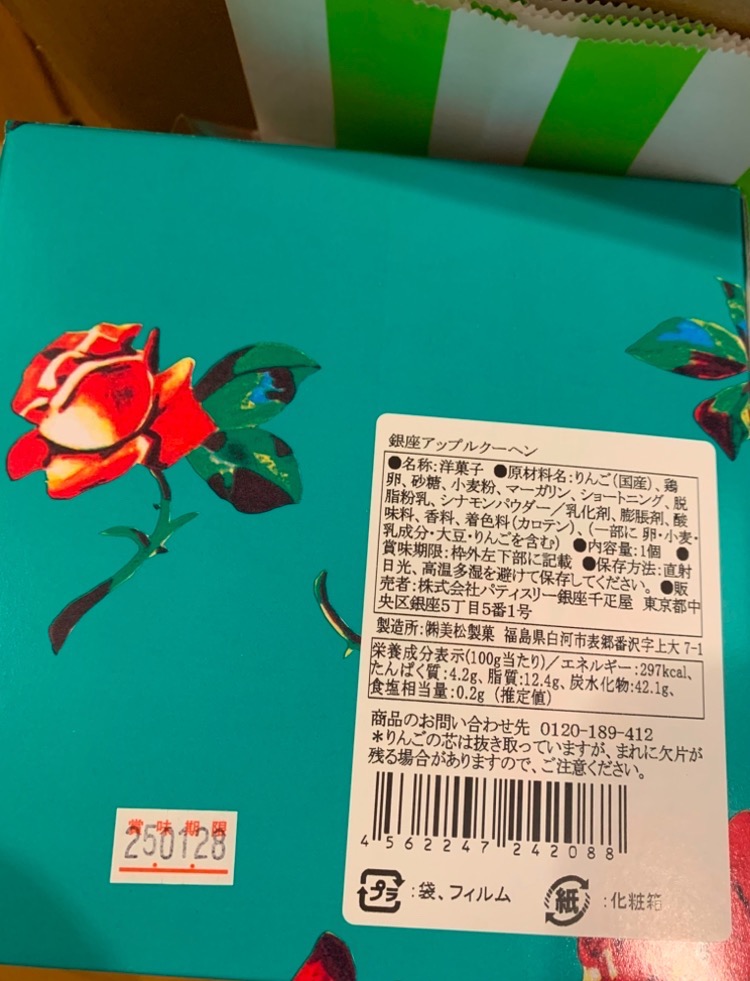 銀座アップルクーヘン
●名称:洋菓子 ●原材料名:りんご(国産)、鶏
卵、砂糖、小麦粉、マーガリン、ショートニング、脱
脂粉乳、シナモンパウダー/乳化剤、膨脹剤、酸
味料、香料、着色料(カロテン)、(一部に 卵・小麦・
乳成分・大豆・りんごを含む) ●内容量:1個 ●
賞味期限:枠外左下部に記載 ●保存方法:直射
日光、高温多湿を避けて保存してください。 ●販
売者:株式会社パティスリー銀座千疋屋 東京都中
央区銀座5丁目5番1号
製造所:㈱美松製菓 福島県白河市表郷番沢字上大 7-1
栄養成分表示(100g当たり)/エネルギー:297kcal、
たんぱく質:4.2g、脂質:12.4g、炭水化物:42.1g、
食塩相当量:0.2g (推定値)
商品のお問い合わせ先 0120-189-412
*りんごの芯は抜き取っていますが、まれに欠片が
残る場合がありますので、ご注意ください。
4 562247 242088
プラ :袋、フィルム 紙 :化粧箱
賞味期限
250128